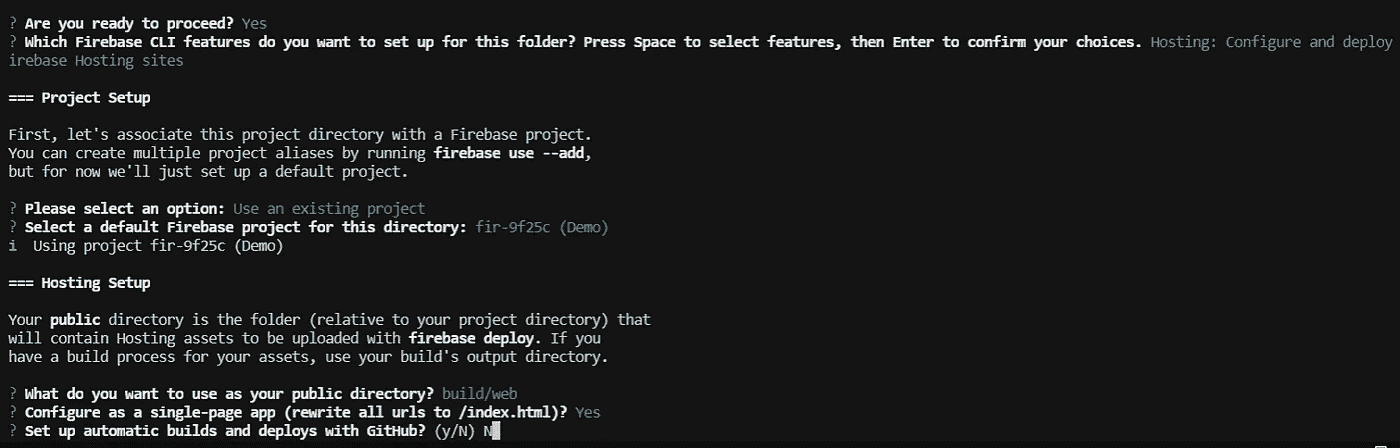 ? Are you ready to proceed? Yes
? Which Firebase CLI features do you want to set up for this folder? Press Space to select features, then Enter to confirm your choices. Hosting: Configure and deploy
irebase Hosting sites
=== Project Setup
First, let's associate this project directory with a Firebase project.
You can create multiple project aliases by running firebase use --add,
but for now we'll just set up a default project.
? Please select an option: Use an existing project
? Select a default Firebase project for this directory: fir-9f25c (Demo)
i  Using project fir-9f25c (Demo)
=== Hosting Setup
Your public directory is the folder (relative to your project directory) that
will contain Hosting assets to be uploaded with firebase deploy. If you
have a build process for your assets, use your build's output directory.
? What do you want to use as your public directory? build/web
? Configure as a single-page app (rewrite all urls to /index.html)? Yes
? Set up automatic builds and deploys with GitHub? (y/N) N